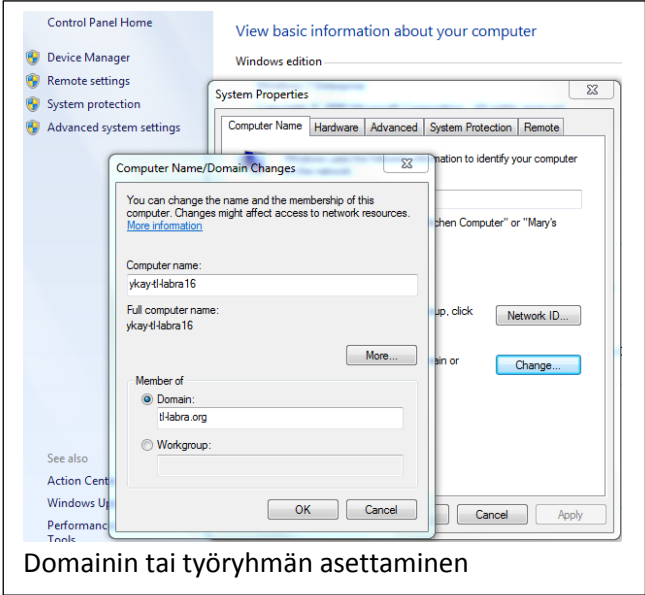 Control Panel Home
View basic information about your computer
Device Manager
Windows edition
Remote settings
System protection
Advanced system settings
System Properties
Computer Name Hardware Advanced System Protection Remote
mation to identify your computer
Computer Name/Domain Changes
You can change the name and the membership of this
computer. Changes might affect access to network resources.
More information
chen Computer" or "Mary's
Computer name:
ykay-tl-labra16
Full computer name:
ykay-tl-labra16
up, click
Network ID...
More...
ain or
Change...
Member of
Domain:
tl-labra.org
Workgroup:
See also
Action Cent
Windows Up
OK Cancel
Cancel Apply
Performanc
Tools
Domainin tai työryhmän asettaminen